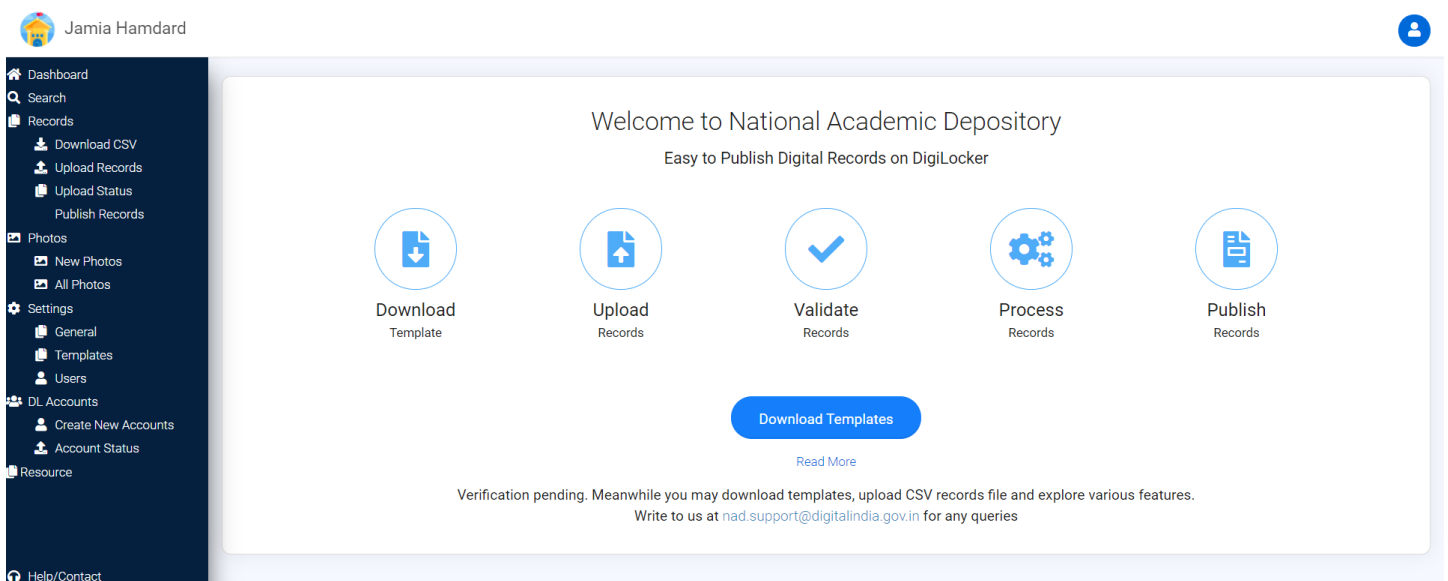 Jamia Hamdard
Dashboard
Search
Records
Download CSV
Upload Records
Upload Status
Publish Records
Photos
New Photos
All Photos
Settings
General
Templates
Users
DL Accounts
Create New Accounts
Account Status
Resource
Help/Contact
Welcome to National Academic Depository
Easy to Publish Digital Records on DigiLocker
Download
Template
Upload
Records
Validate
Records
Process
Records
Publish
Records
Download Templates
Read More
Verification pending. Meanwhile you may download templates, upload CSV records file and explore various features.
Write to us at nad.support@digitalindia.gov.in for any queries